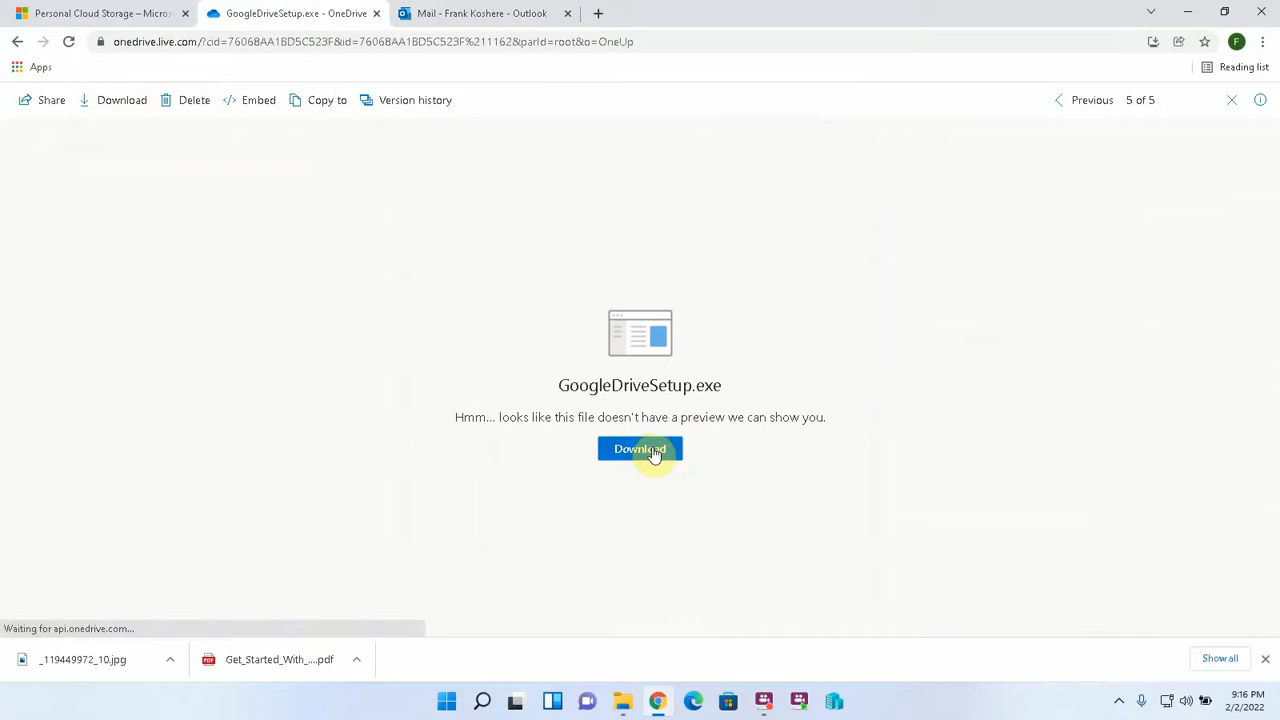 Personal Cloud Storage – Micros
GoogleDriveSetup.exe - OneDrive
Mail - Frank Koshere - Outlook
onedrive.live.com/?cid=76068AA1BD5C523F&id=76068AA1BD5C523F%211162&parId=root&o=OneUp
F
Apps
Reading list
Share
Download
Delete
Embed
Copy to
Version history
Previous
5 of 5
GoogleDriveSetup.exe
Hmm... looks like this file doesn't have a preview we can show you.
Download
Waiting for api.onedrive.com...
_119449972_10.jpg
PDF
Get_Started_With_....pdf
Show all
9:16 PM
2/2/2022